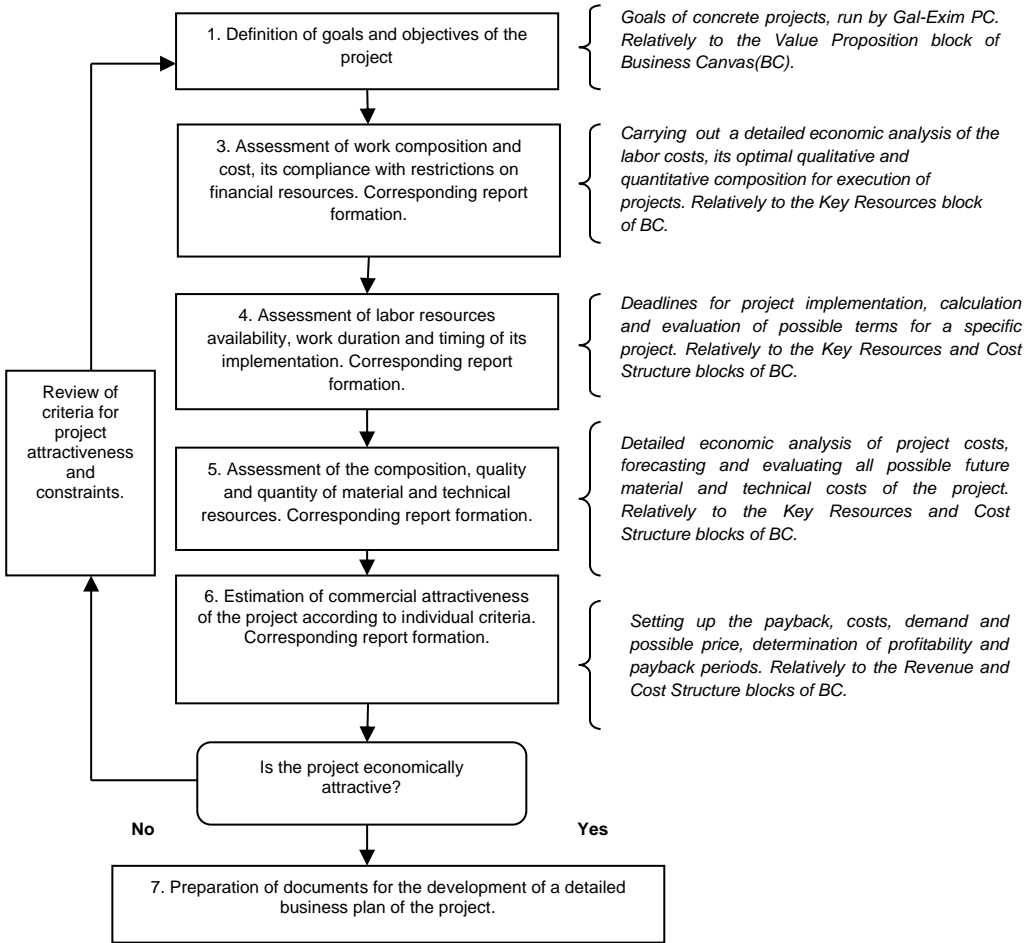 1. Definition of goals and objectives of the
project
Goals of concrete projects, run by Gal-Exim PC.
Relatively to the Value Proposition block of
Business Canvas(BC).
3. Assessment of work composition and
cost, its compliance with restrictions on
financial resources. Corresponding report
formation.
Carrying out a detailed economic analysis of the
labor costs, its optimal qualitative and
quantitative composition for execution of
projects. Relatively to the Key Resources block
of BC.
4. Assessment of labor resources
availability, work duration and timing of its
implementation. Corresponding report
formation.
Deadlines for project implementation, calculation
and evaluation of possible terms for a specific
project. Relatively to the Key Resources and Cost
Structure blocks of BC.
Review of
criteria for
project
attractiveness
and
constraints.
5. Assessment of the composition, quality
and quantity of material and technical
resources. Corresponding report formation.
Detailed economic analysis of project costs,
forecasting and evaluating all possible future
material and technical costs of the project.
Relatively to the Key Resources and Cost
Structure blocks of BC.
6. Estimation of commercial attractiveness
of the project according to individual criteria.
Corresponding report formation.
Setting up the payback, costs, demand and
possible price, determination of profitability and
payback periods. Relatively to the Revenue and
Cost Structure blocks of BC.
Is the project economically
attractive?
No
Yes
7. Preparation of documents for the development of a detailed
business plan of the project.